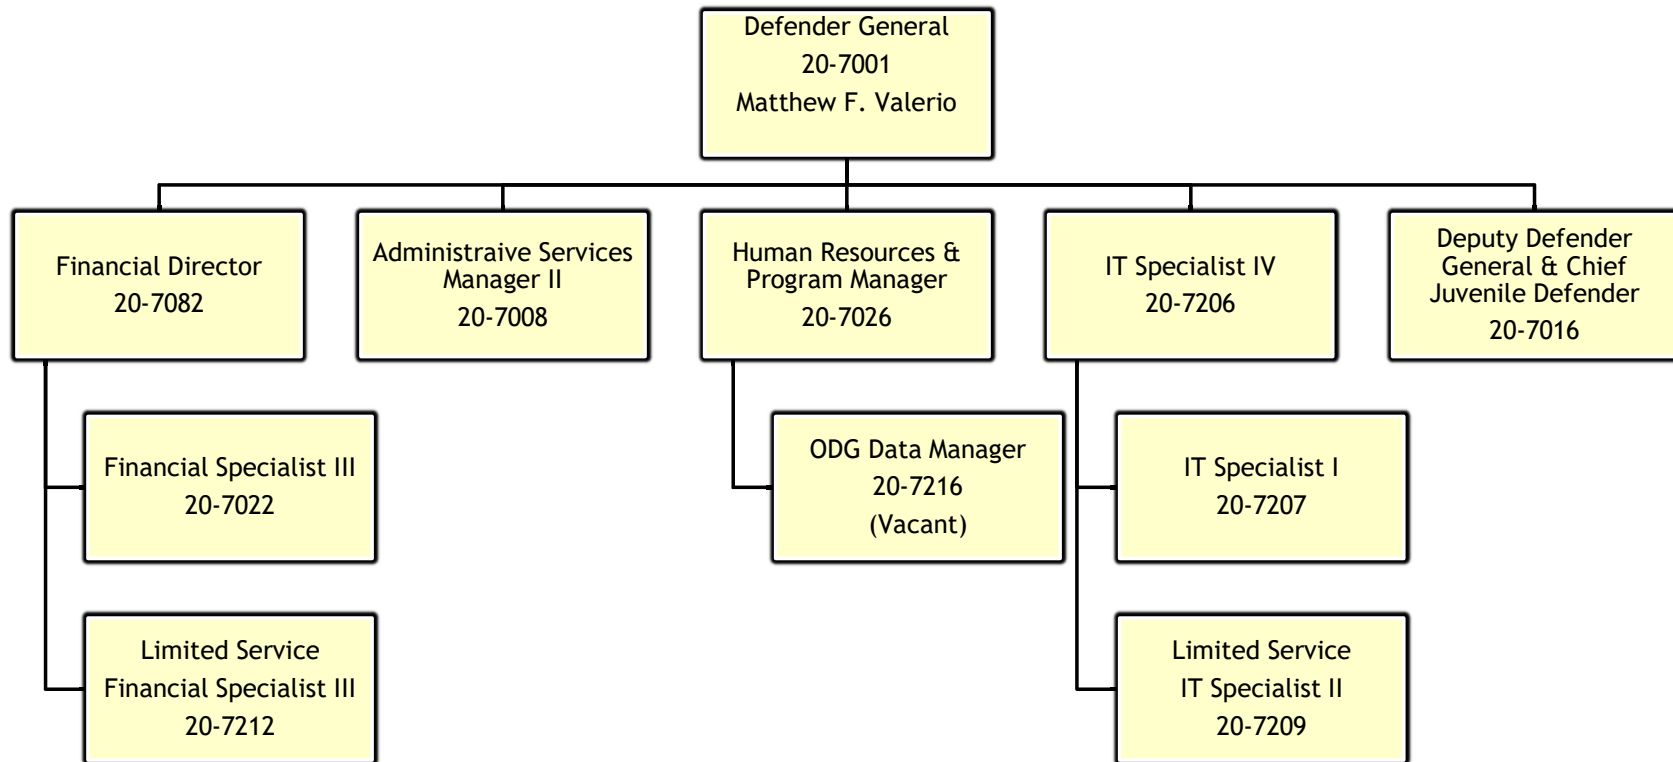 Defender General
20-7001
Matthew F. Valerio
Financial Director
20-7082
Administraive Services
Manager II
20-7008
Human Resources &
Program Manager
20-7026
IT Specialist IV
20-7206
Deputy Defender
General & Chief
Juvenile Defender
20-7016
Financial Specialist III
20-7022
ODG Data Manager
20-7216
(Vacant)
IT Specialist I
20-7207
Limited Service
Financial Specialist III
20-7212
Limited Service
IT Specialist II
20-7209